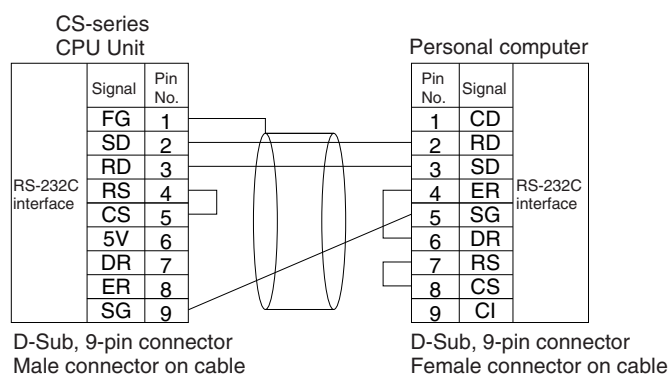 CS-series
CPU Unit
Personal computer
RS-232C
interface
Signal Pin
No.
FG 1
SD 2
RD 3
RS 4
CS 5
5V 6
DR 7
ER 8
SG 9
Pin
No. Signal
1 CD
2 RD
3 SD
4 ER
5 SG
6 DR
7 RS
8 CS
9 CI
RS-232C
interface
D-Sub, 9-pin connector
Male connector on cable
D-Sub, 9-pin connector
Female connector on cable